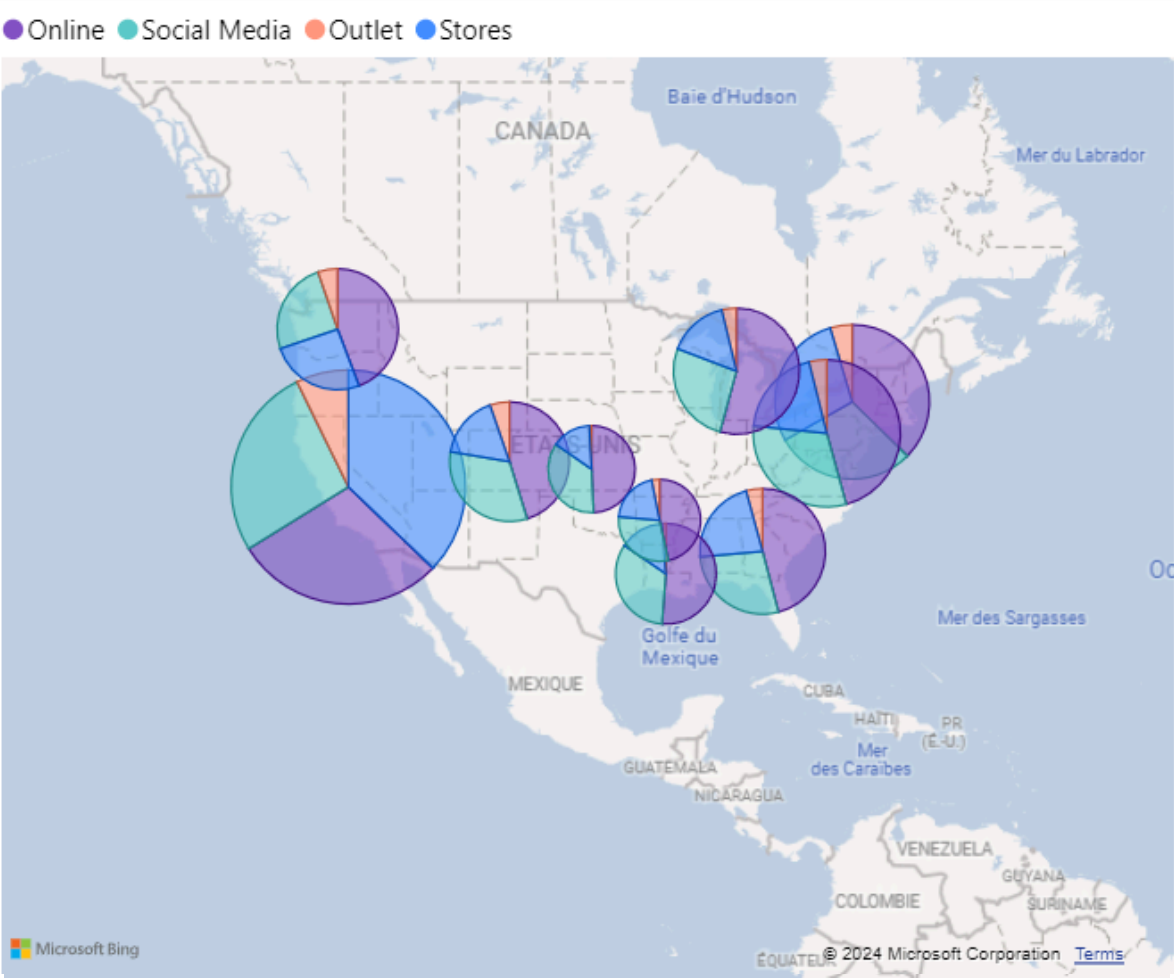 Online Social Media Outlet Stores
Baie d'Hudson
CANADA
Mer du Labrador
ÉTATS-UNIS
Oc
Mer des Sargasses
Golfe du
Mexique
MEXIQUE
CUBA
HAÏTI
PR
(É.-U.)
Mer
des Caraïbes
GUATEMALA
NICARAGUA
VENEZUELA
GUYANA
COLOMBIE
SURINAME
Microsoft Bing
ÉQUATEUR
© 2024 Microsoft Corporation Terms